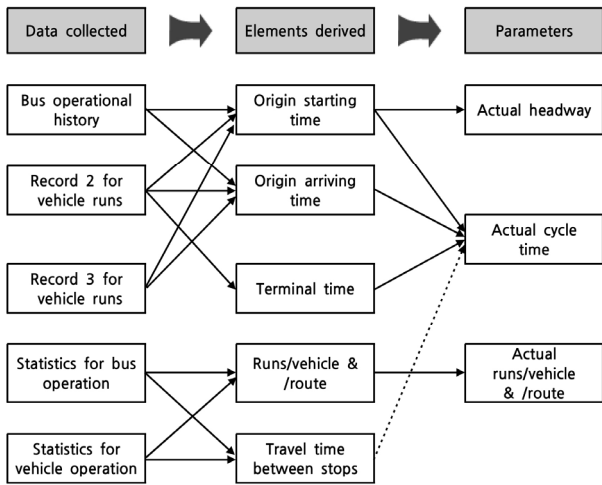 Data collected
Elements derived
Parameters
Bus operational
history
Origin starting
time
Actual headway
Record 2 for
vehicle runs
Origin arriving
time
Actual cycle
time
Record 3 for
vehicle runs
Terminal time
Statistics for bus
operation
Runs/vehicle &
/route
Actual
runs/vehicle
& /route
Statistics for
vehicle operation
Travel time
between stops